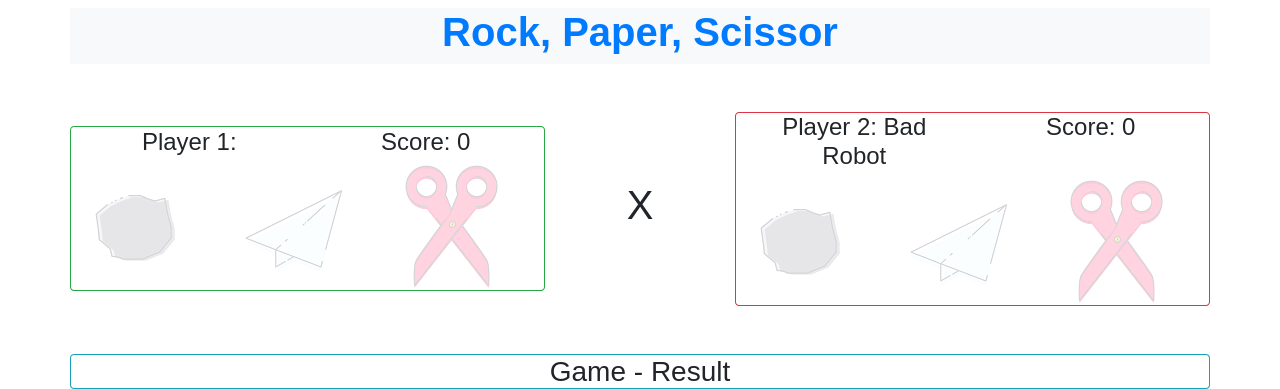 Rock, Paper, Scissor
Player 1:
Score: 0
X
Player 2: Bad
Robot
Score: 0
Game - Result